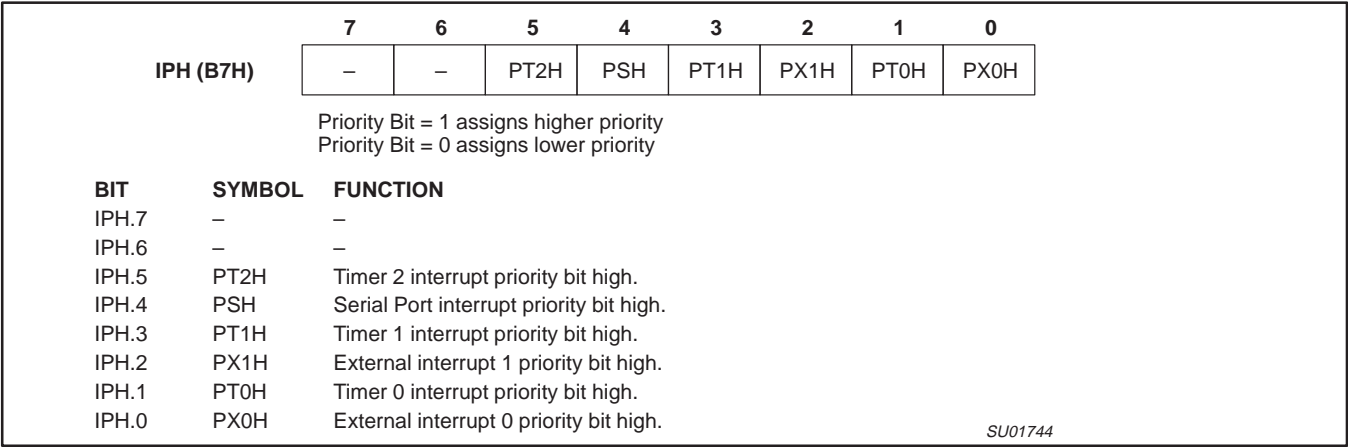 7 6 5 4 3 2 1 0
IPH (B7H) – – PT2H PSH PT1H PX1H PT0H PX0H
Priority Bit = 1 assigns higher priority
Priority Bit = 0 assigns lower priority
BIT SYMBOL FUNCTION
IPH.7 – –
IPH.6 – –
IPH.5 PT2H Timer 2 interrupt priority bit high.
IPH.4 PSH Serial Port interrupt priority bit high.
IPH.3 PT1H Timer 1 interrupt priority bit high.
IPH.2 PX1H External interrupt 1 priority bit high.
IPH.1 PT0H Timer 0 interrupt priority bit high.
IPH.0 PX0H External interrupt 0 priority bit high.
SU01744